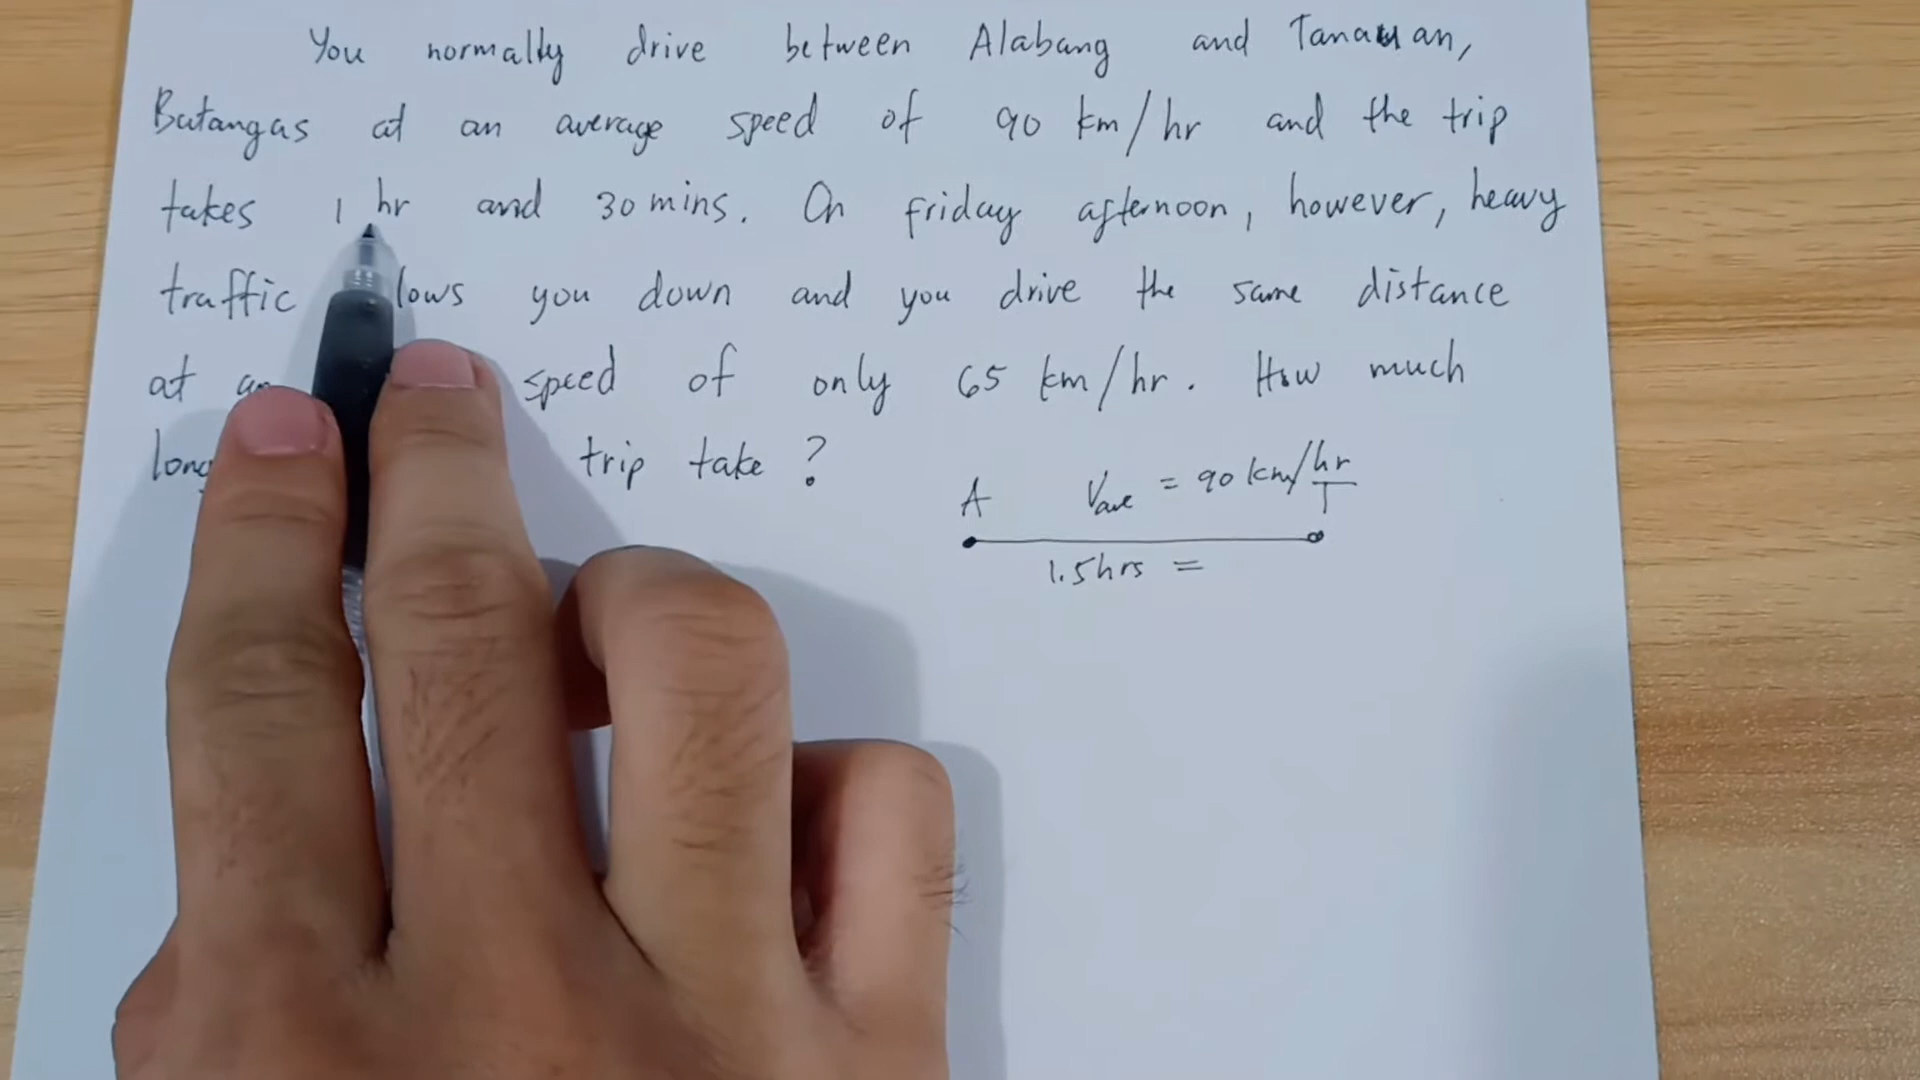 You normally drive between Alabang and Tanauan,
Batangas at an average speed of 90 km/hr and the trip
takes 1 hr and 30 mins. On friday afternoon, however, heavy
traffic lows you down and you drive the same distance
at speed of only 65 km/hr. How much
long trip take ?
A Vave = 90 km/hr T
1.5hrs =